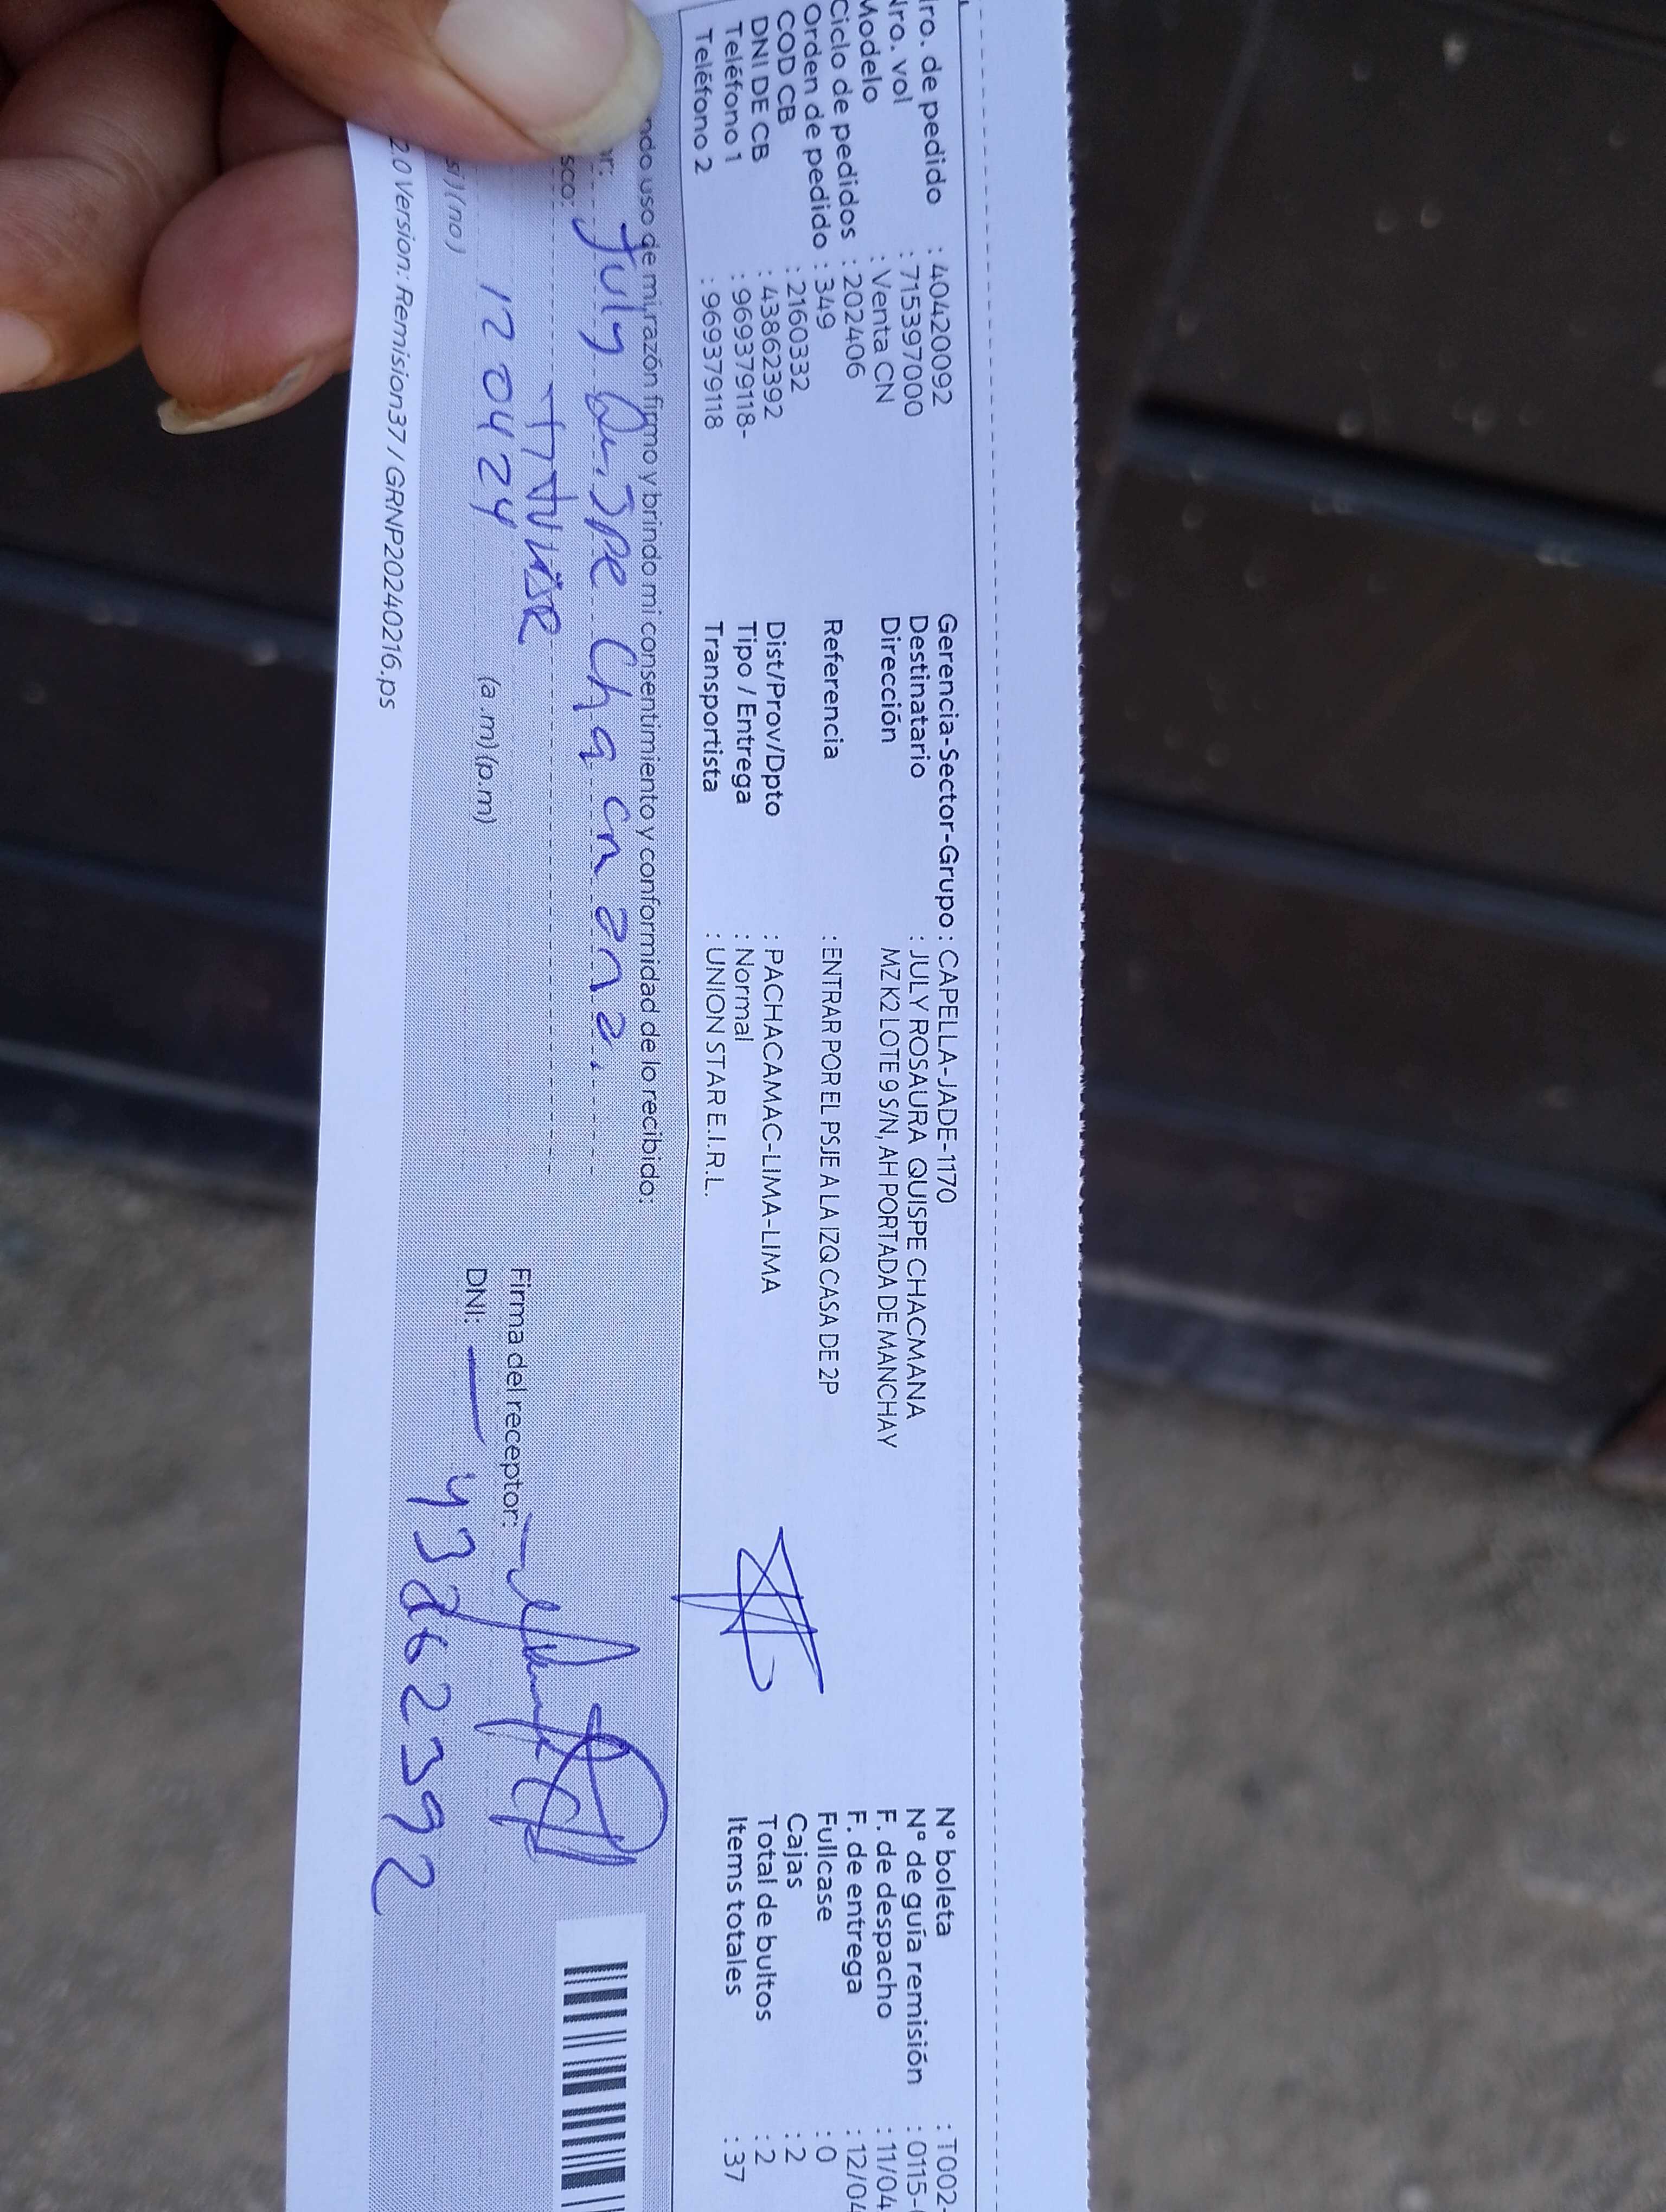 ro. de pedido : 404420092
Nro. vol : 715397000
Modelo : Venta CN
Ciclo de pedidos : 202406
Orden de pedido : 349
COD CB : 2160332
DNI DE CB : 43862392
Teléfono 1 : 969379118-
Teléfono 2 : 969379118
Gerencia-Sector-Grupo : CAPELLA-JADE-1170
Destinatario : JULY ROSAURA QUISPE CHACMANA
Dirección MZ K2 LOTE 9 S/N, AH PORTADA DE MANCHAY
Referencia : ENTRAR POR EL PSJE A LA IZQ CASA DE 2P
Dist/Prov/Dpto : PACHACAMAC-LIMA-LIMA
Tipo / Entrega : Normal
Transportista : UNION STAR E.I.R.L.
N° boleta : T002-
N° de guía remisión : 0115-
F. de despacho : 11/04
F. de entrega : 12/04
Fullcase : 0
Cajas : 2
Total de bultos : 2
Items totales : 37
ndo uso de mi razón firmo y brindo mi consentimiento y conformidad de lo recibido:
r: July Quispe Chacmana.
sco: TITULAR
12 04 24 (a.m) (p.m)
si) (no)
Firma del receptor:
DNI: 43862392
2.0 Version: Remision37 / GRNP20240216.ps